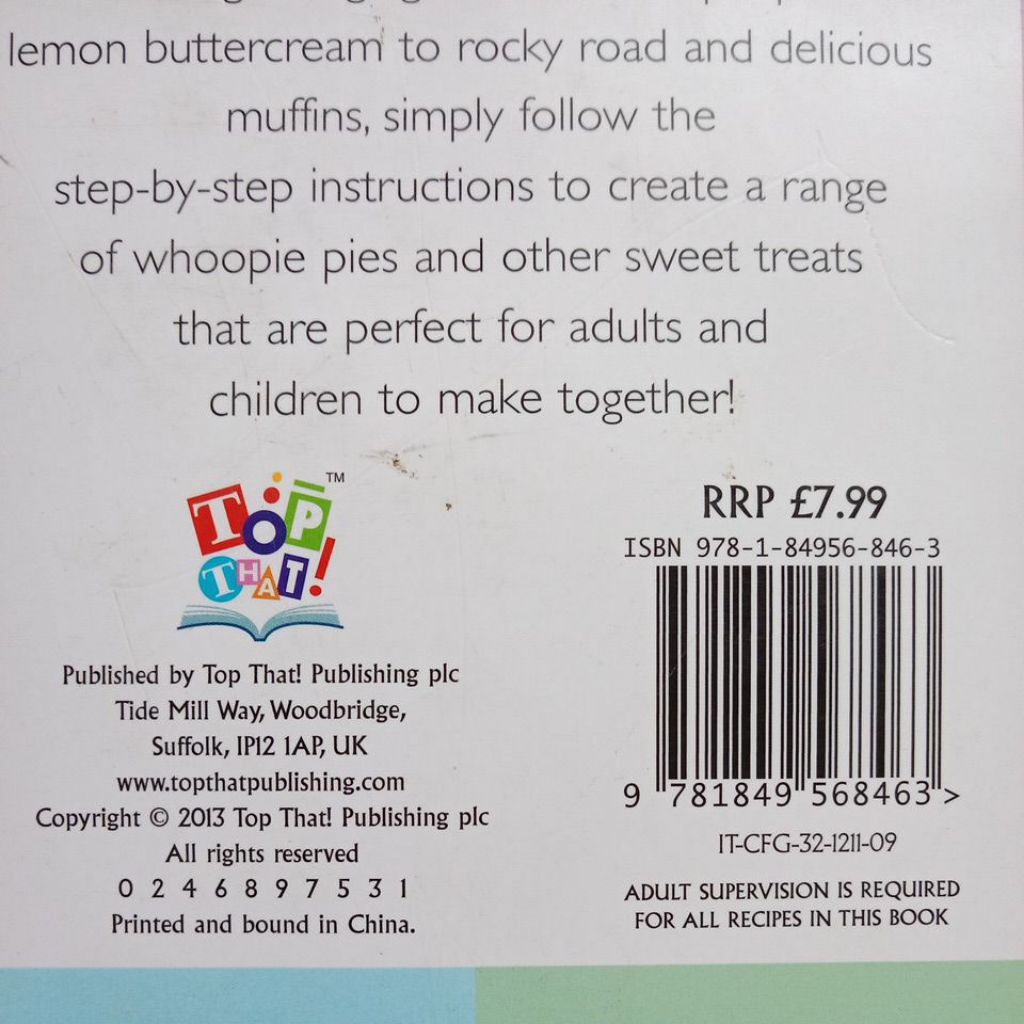 lemon buttercream to rocky road and delicious
muffins, simply follow the
step-by-step instructions to create a range
of whoopie pies and other sweet treats
that are perfect for adults and
children to make together!
TOP
THAT!
TM
Published by Top That! Publishing plc
Tide Mill Way, Woodbridge,
Suffolk, IP12 1AP, UK
www.topthatpublishing.com
Copyright © 2013 Top That! Publishing plc
All rights reserved
0 2 4 6 8 9 7 5 3 1
Printed and bound in China.
RRP £7.99
ISBN 978-1-84956-846-3
9 781849 568463 >
IT-CFG-32-1211-09
ADULT SUPERVISION IS REQUIRED
FOR ALL RECIPES IN THIS BOOK